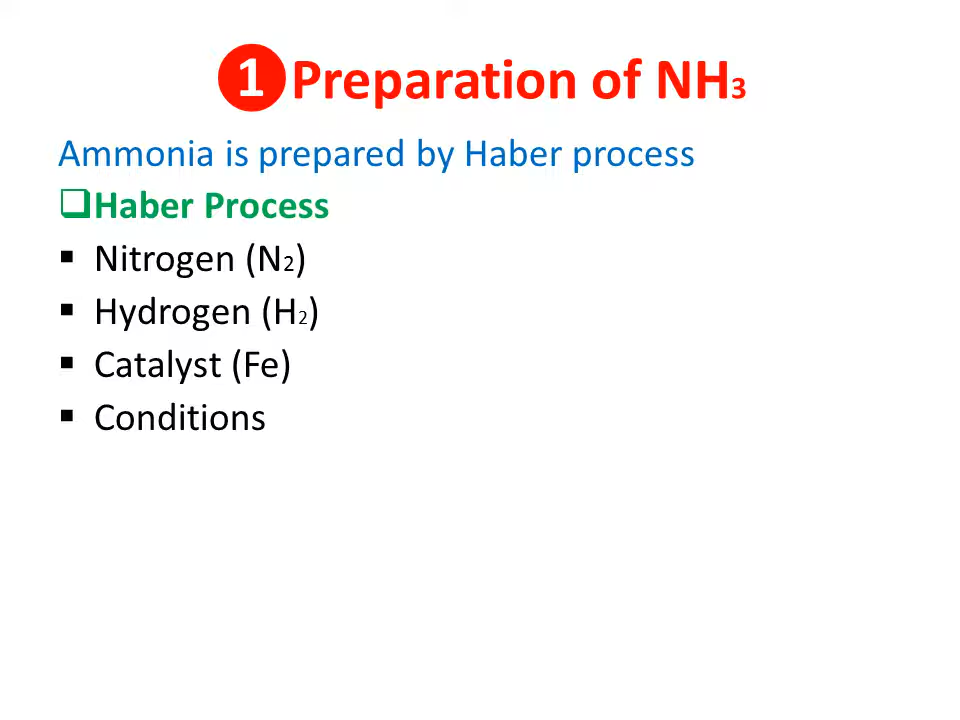 ❶Preparation of NH₃
Ammonia is prepared by Haber process
❑Haber Process
▪ Nitrogen (N₂)
▪ Hydrogen (H₂)
▪ Catalyst (Fe)
▪ Conditions